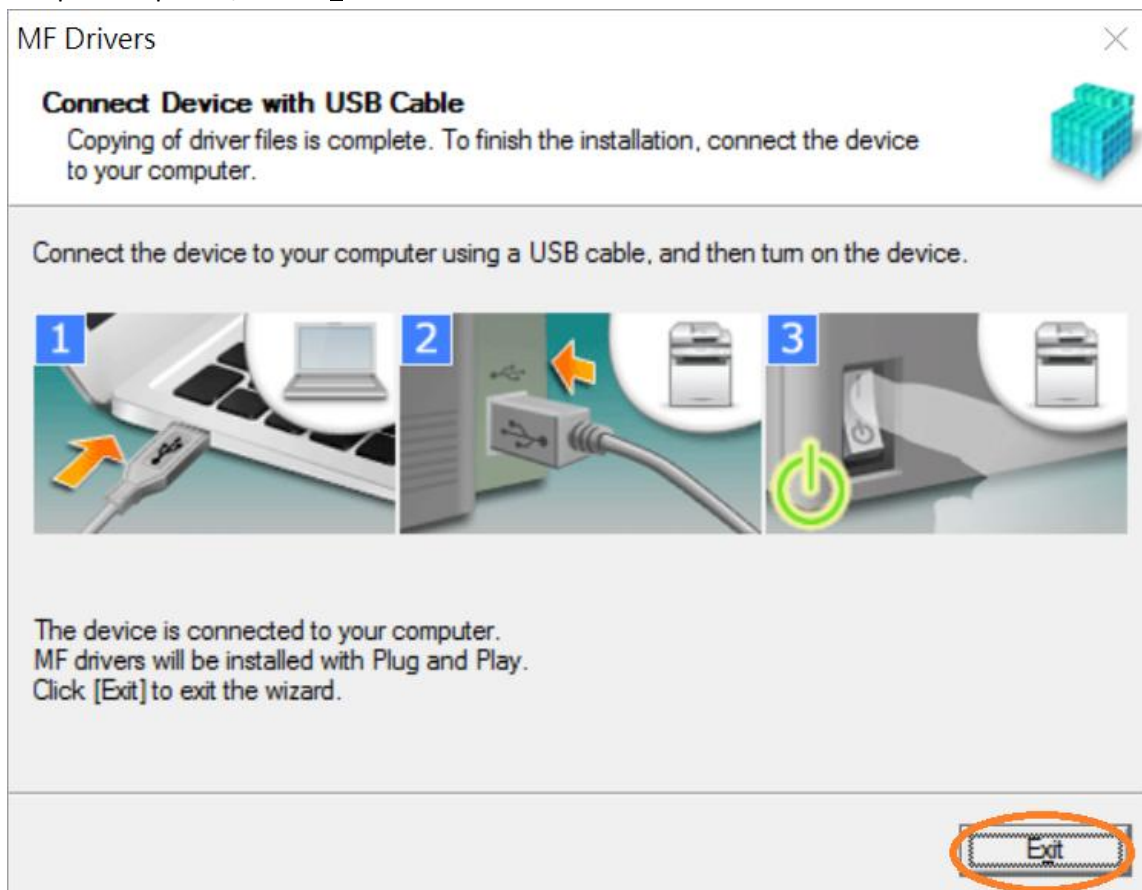 MF Drivers
Connect Device with USB Cable
Copying of driver files is complete. To finish the installation, connect the device
to your computer.
Connect the device to your computer using a USB cable, and then turn on the device.
1
2
3
The device is connected to your computer.
MF drivers will be installed with Plug and Play.
Click [Exit] to exit the wizard.
Exit